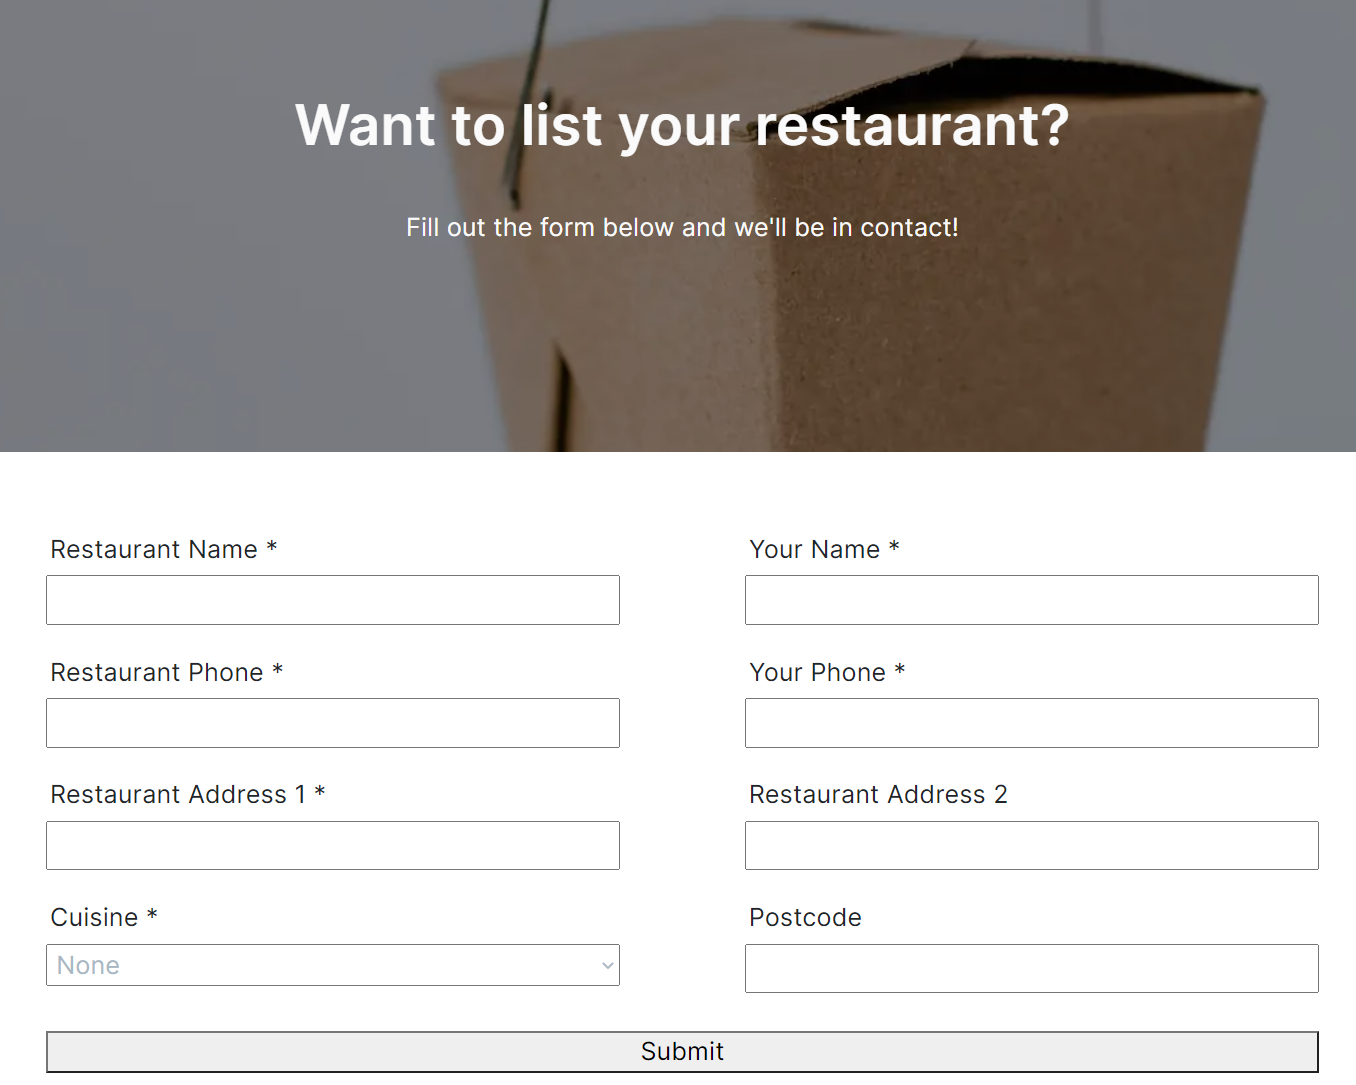 Want to list your restaurant?
Fill out the form below and we'll be in contact!
Restaurant Name *
Your Name *
Restaurant Phone *
Your Phone *
Restaurant Address 1 *
Restaurant Address 2
Cuisine *
Postcode
None
Submit